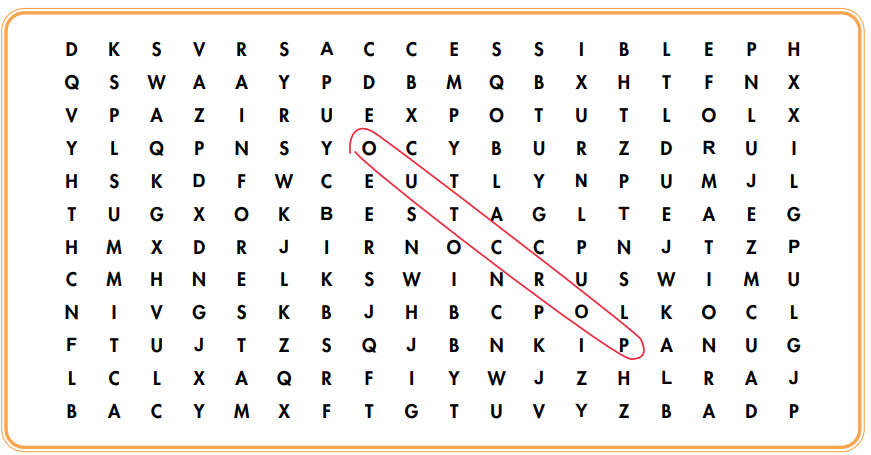 D K S V R S A C C E S S I B L E P H
Q S W A A Y P D B M Q B X H T F N X
V P A Z I R U E X P O T U T L O L X
Y L Q P N S Y O C Y B U R Z D R U I
H S K D F W C E U T L Y N P U M J L
T U G X O K B E S T A G L T E A E G
H M X D R J I R N O C C P N J T Z P
C M H N E L K S W I N R U S W I M U
N I V G S K B J H B C P O L K O C L
F T U J T Z S Q J B N K I P A N U G
L C L X A Q R F I Y W J Z H L R A J
B A C Y M X F T G T U V Y Z B A D P